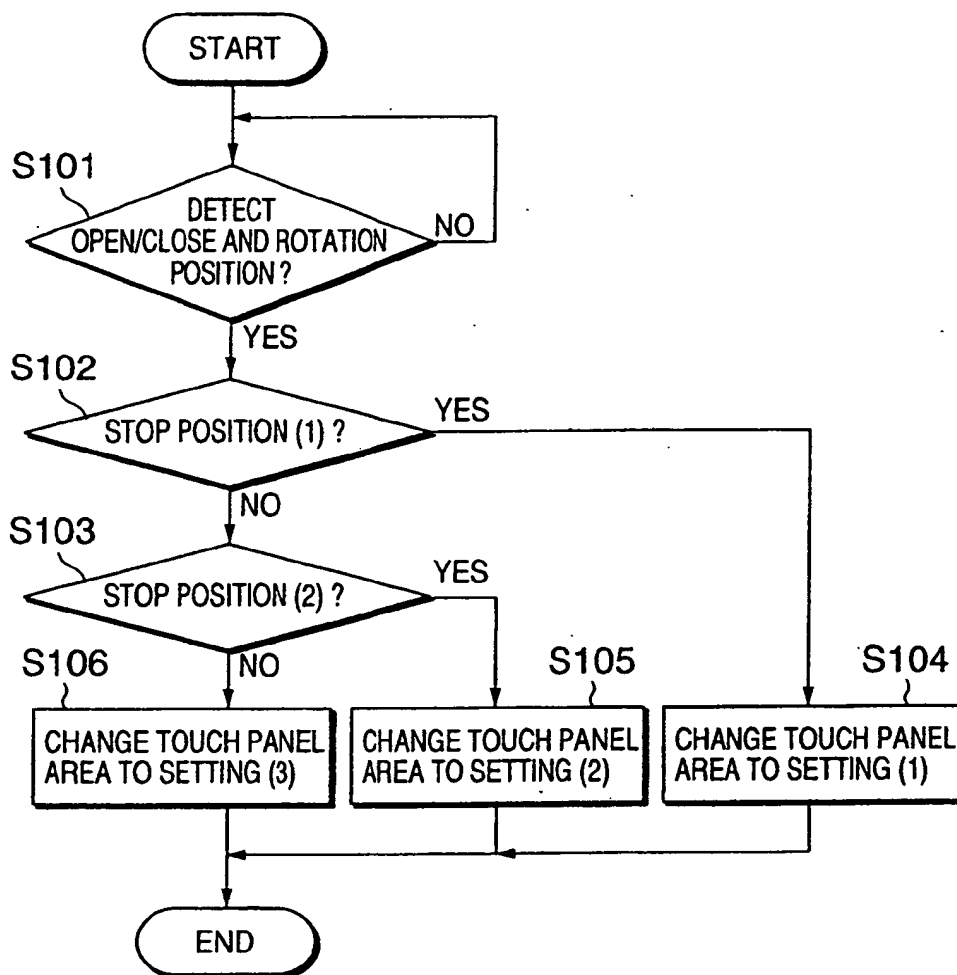 START
S101
DETECT
OPEN/CLOSE AND ROTATION
POSITION ?
NO
YES
S102
STOP POSITION (1) ?
YES
NO
S103
STOP POSITION (2) ?
YES
NO
S106
CHANGE TOUCH PANEL
AREA TO SETTING (3)
S105
CHANGE TOUCH PANEL
AREA TO SETTING (2)
S104
CHANGE TOUCH PANEL
AREA TO SETTING (1)
END